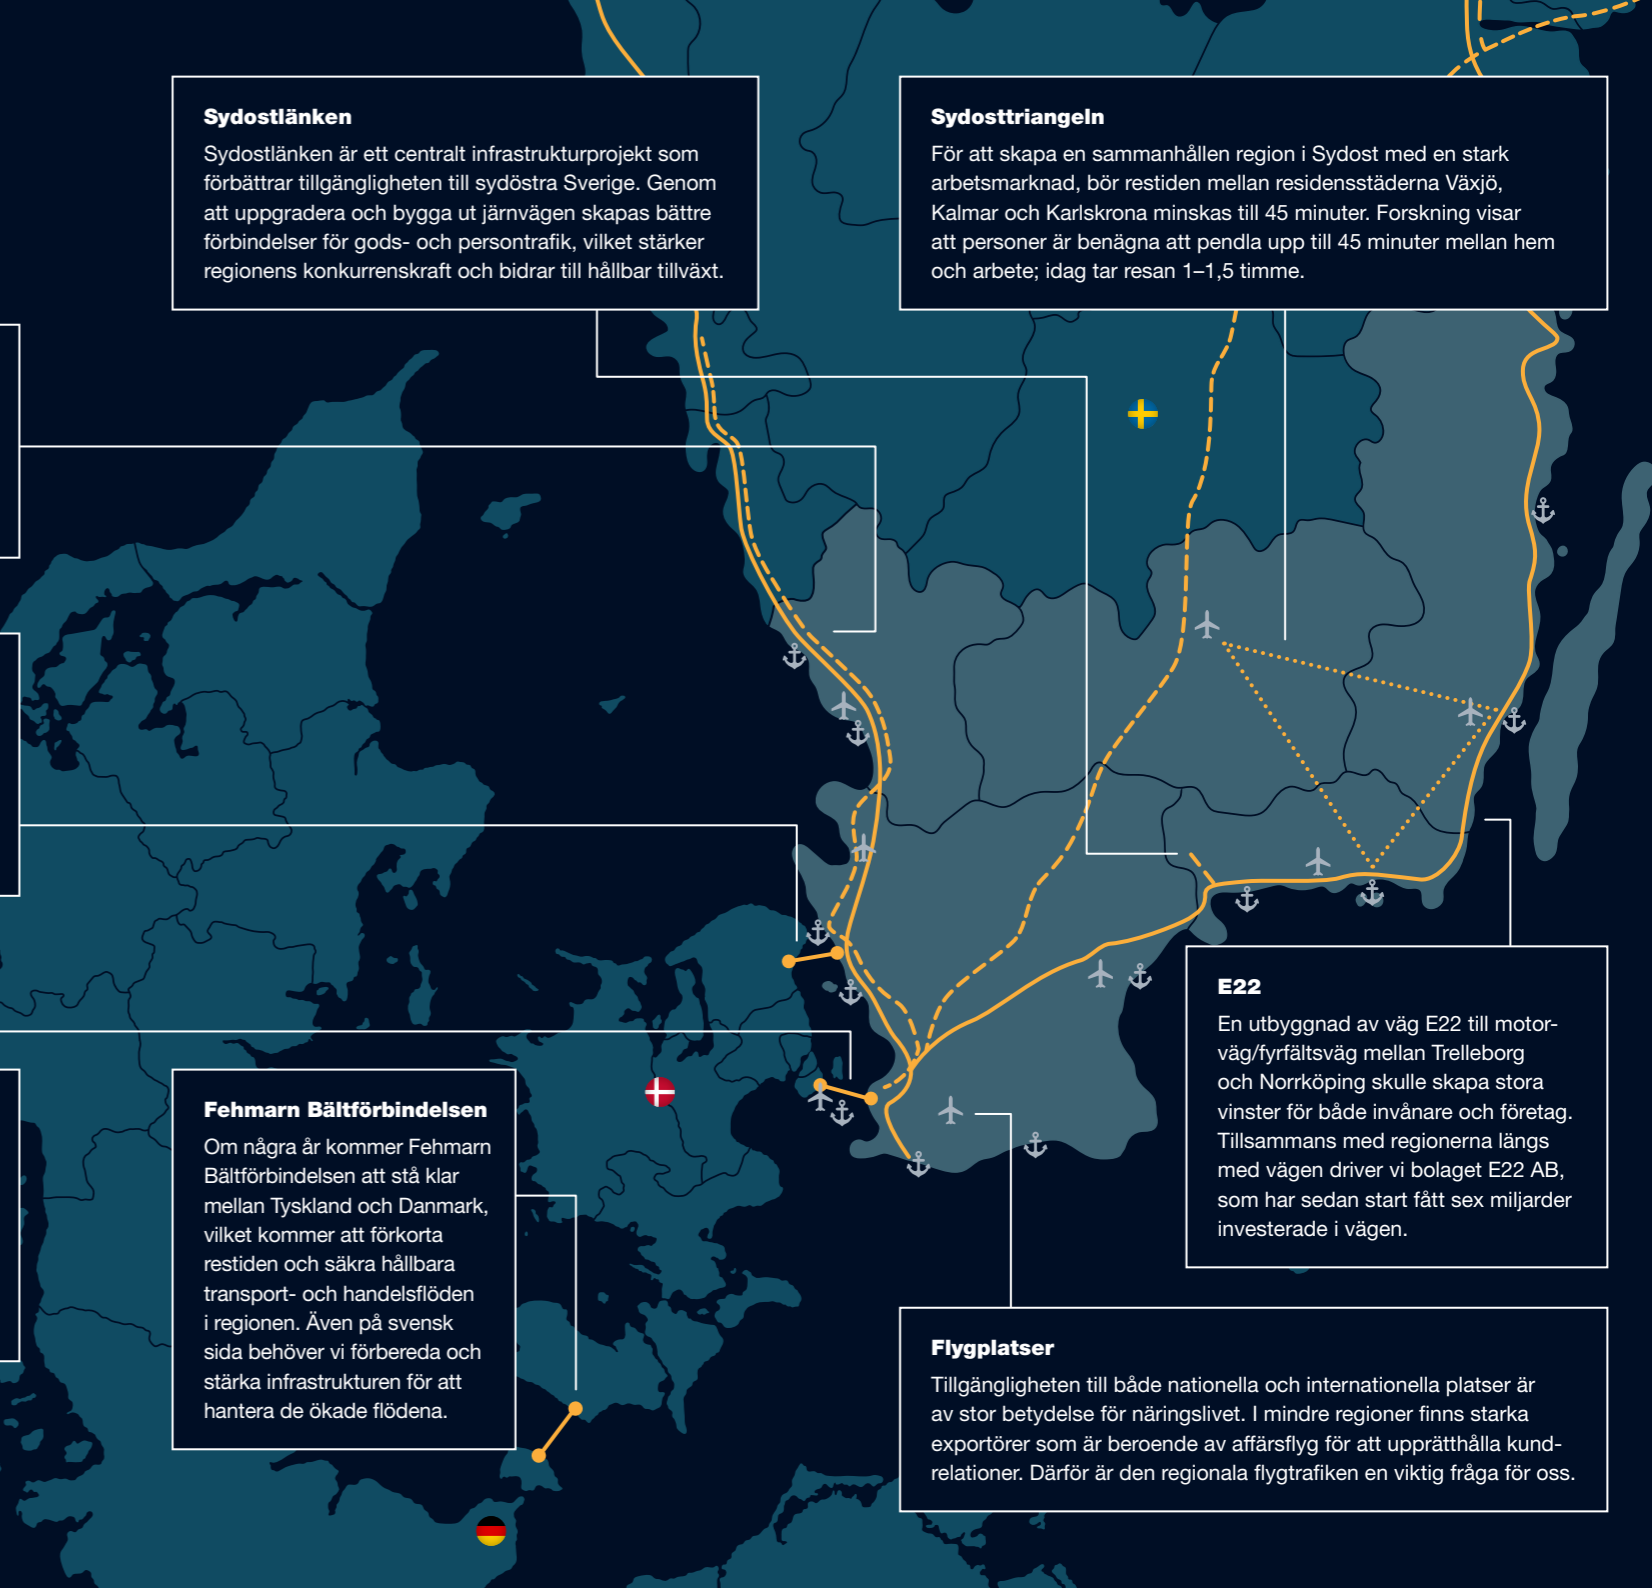 Sydostlänken
Sydostlänken är ett centralt infrastrukturprojekt som
förbättrar tillgängligheten till sydöstra Sverige. Genom
att uppgradera och bygga ut järnvägen skapas bättre
förbindelser för gods- och persontrafik, vilket stärker
regionens konkurrenskraft och bidrar till hållbar tillväxt.
Sydosttriangeln
För att skapa en sammanhållen region i Sydost med en stark
arbetsmarknad, bör restiden mellan residensstäderna Växjö,
Kalmar och Karlskrona minskas till 45 minuter. Forskning visar
att personer är benägna att pendla upp till 45 minuter mellan hem
och arbete; idag tar resan 1–1,5 timme.
E22
En utbyggnad av väg E22 till motor-
väg/fyrfältsväg mellan Trelleborg
och Norrköping skulle skapa stora
vinster för både invånare och företag.
Tillsammans med regionerna längs
med vägen driver vi bolaget E22 AB,
som har sedan start fått sex miljarder
investerade i vägen.
Fehmarn Bältförbindelsen
Om några år kommer Fehmarn
Bältförbindelsen att stå klar
mellan Tyskland och Danmark,
vilket kommer att förkorta
restiden och säkra hållbara
transport- och handelsflöden
i regionen. Även på svensk
sida behöver vi förbereda och
stärka infrastrukturen för att
hantera de ökade flödena.
Flygplatser
Tillgängligheten till både nationella och internationella platser är
av stor betydelse för näringslivet. I mindre regioner finns starka
exportörer som är beroende av affärsflyg för att upprätthålla kund-
relationer. Därför är den regionala flygtrafiken en viktig fråga för oss.